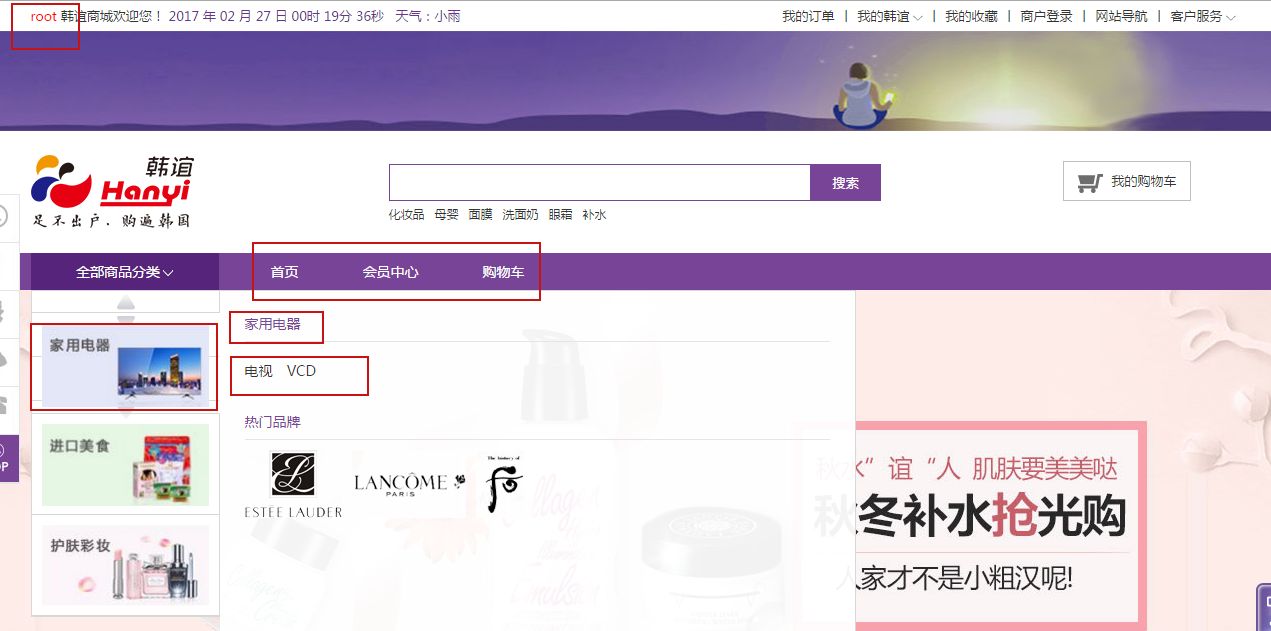 root 韩谊商城欢迎您！ 2017 年 02 月 27 日 00时 19分 36秒 天气：小雨
我的订单 | 我的韩谊 | 我的收藏 | 商户登录 | 网站导航 | 客户服务
韩谊
Hanyi
足不出户.购遍韩国
搜索
化妆品 母婴 面膜 洗面奶 眼霜 补水
我的购物车
全部商品分类 首页 会员中心 购物车
家用电器
进口美食
护肤彩妆
家用电器
电视 VCD
热门品牌
ESTEE LAUDER
LANCÔME
PARIS
The history of
后
秋水”谊“人 肌肤要美美哒
秋冬补水抢光购
人家才不是小粗汉呢!